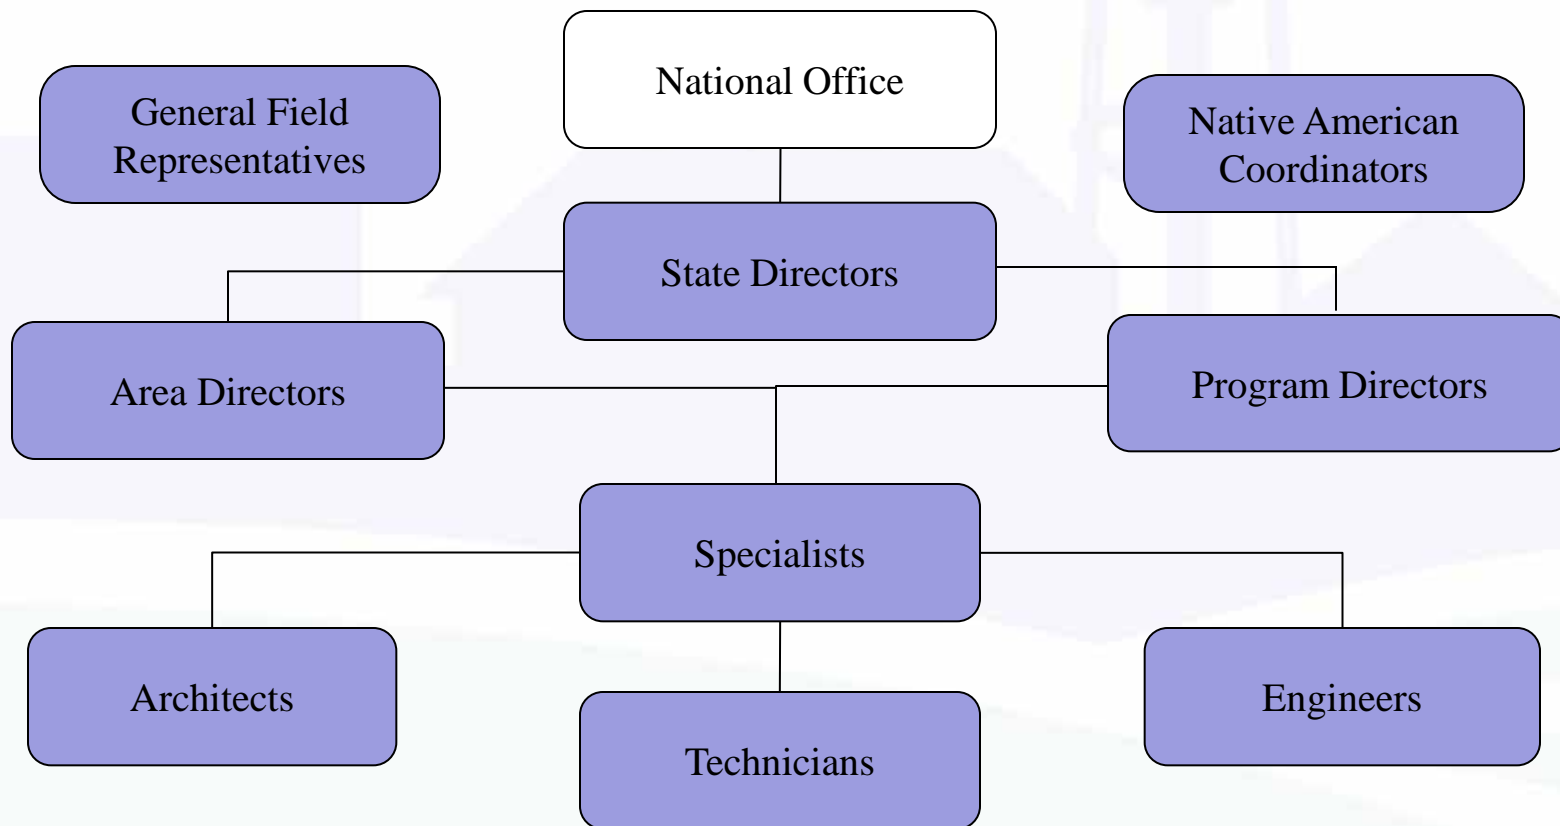 National Office
General Field
Representatives
Native American
Coordinators
State Directors
Area Directors
Program Directors
Specialists
Architects
Technicians
Engineers